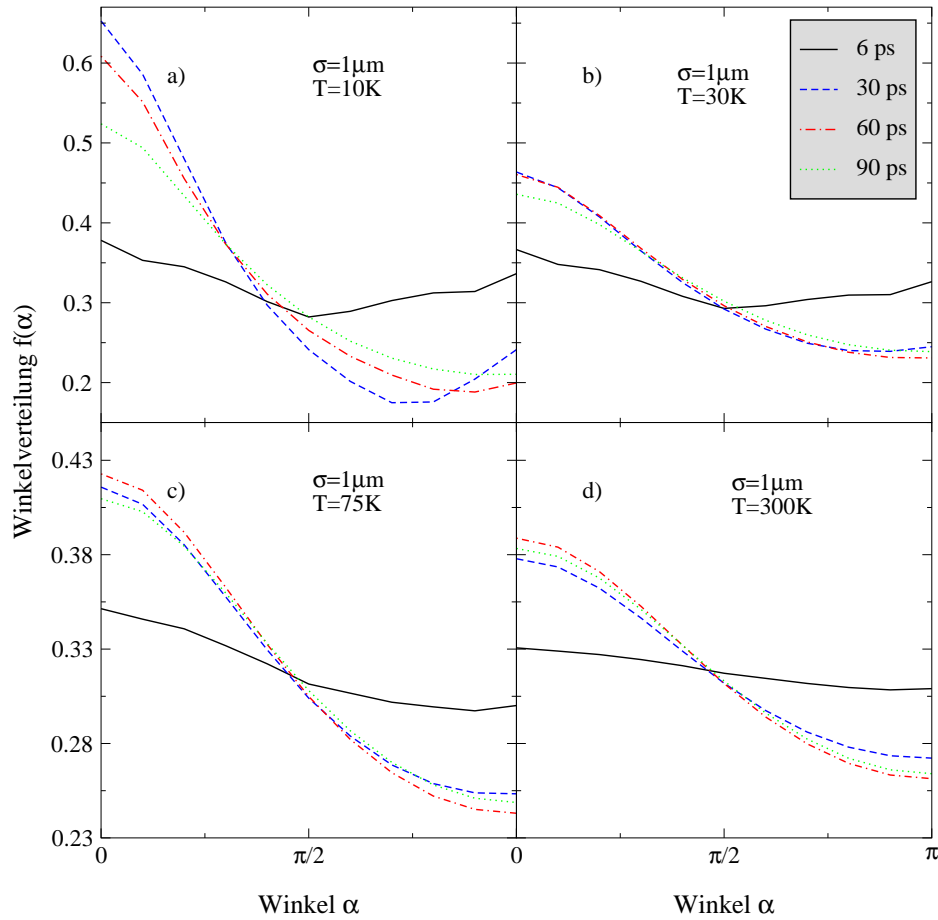 Winkelverteilung f(α)
0.6
0.5
0.4
0.3
0.2
a)
σ=1μm
T=10K
b)
σ=1μm
T=30K
6 ps
30 ps
60 ps
90 ps
0.43
0.38
0.33
0.28
0.23
c)
σ=1μm
T=75K
d)
σ=1μm
T=300K
0
π/2
0
π/2
π
Winkel α
Winkel α